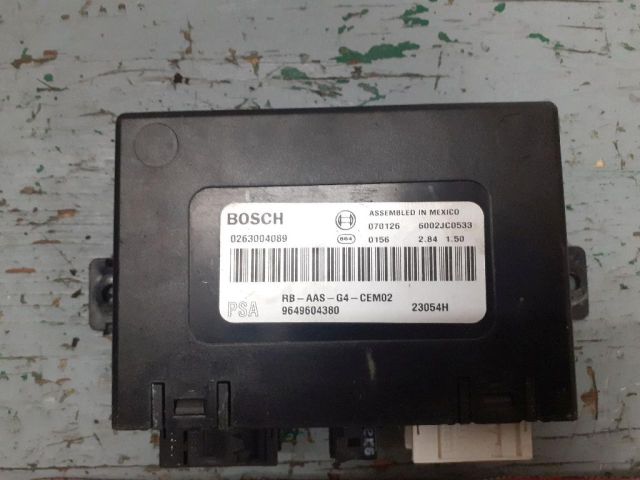 BOSCH ASSEMBLED IN MEXICO
070126 6002JC0533
0263004089 864 0156 2.84 1.50
RB-AAS-G4-CEM02
PSA 9649604380 23054H